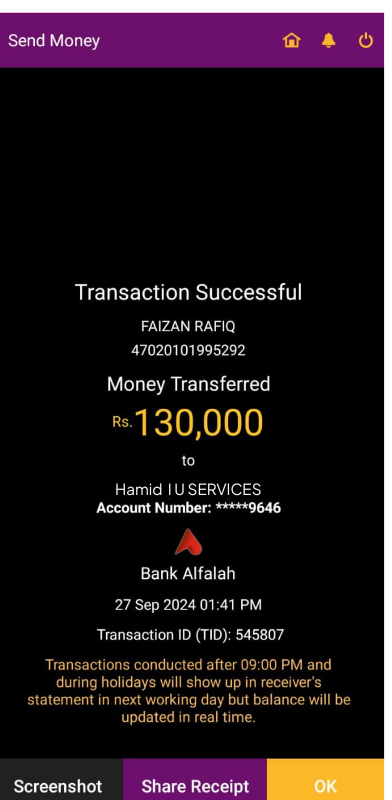 Send Money
Transaction Successful
FAIZAN RAFIQ
47020101995292
Money Transferred
Rs.130,000
to
Hamid I U SERVICES
Account Number: *****9646
Bank Alfalah
27 Sep 2024 01:41 PM
Transaction ID (TID): 545807
Transactions conducted after 09:00 PM and
during holidays will show up in receiver's
statement in next working day but balance will be
updated in real time.
Screenshot
Share Receipt
OK